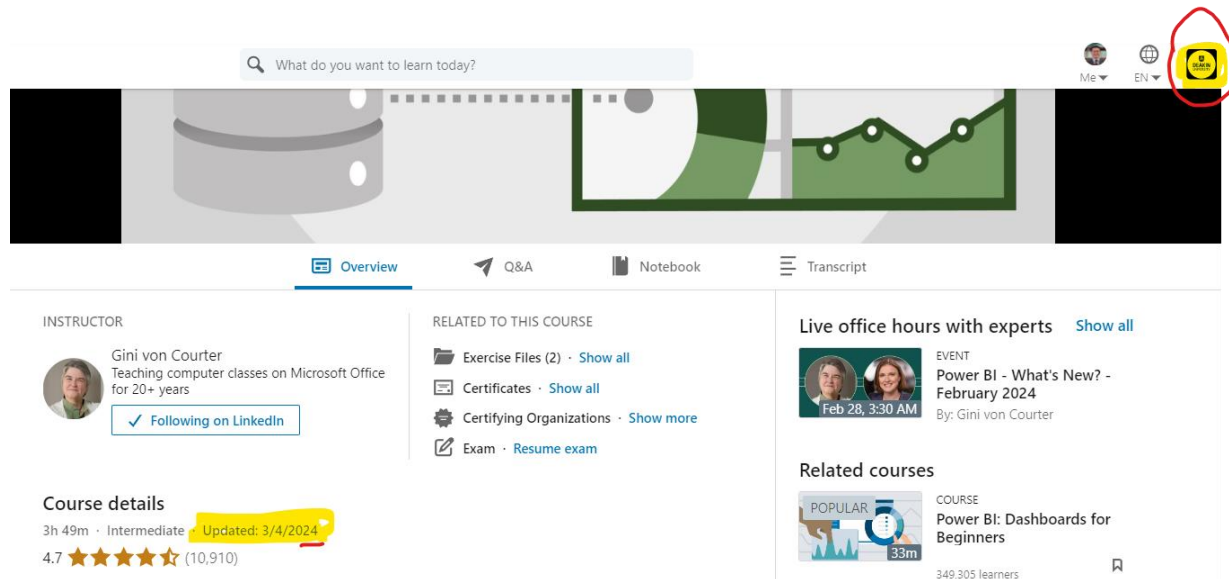 What do you want to learn today?
Me
EN
DEAKIN
Overview
Q&A
Notebook
Transcript
INSTRUCTOR
Gini von Courter
Teaching computer classes on Microsoft Office
for 20+ years
Following on LinkedIn
RELATED TO THIS COURSE
Exercise Files (2) · Show all
Certificates · Show all
Certifying Organizations · Show more
Exam · Resume exam
Course details
3h 49m · Intermediate · Updated: 3/4/2024
4.7 (10,910)
Live office hours with experts Show all
Feb 28, 3:30 AM
EVENT
Power BI - What's New? -
February 2024
By: Gini von Courter
Related courses
POPULAR
33m
COURSE
Power BI: Dashboards for
Beginners
349,305 learners